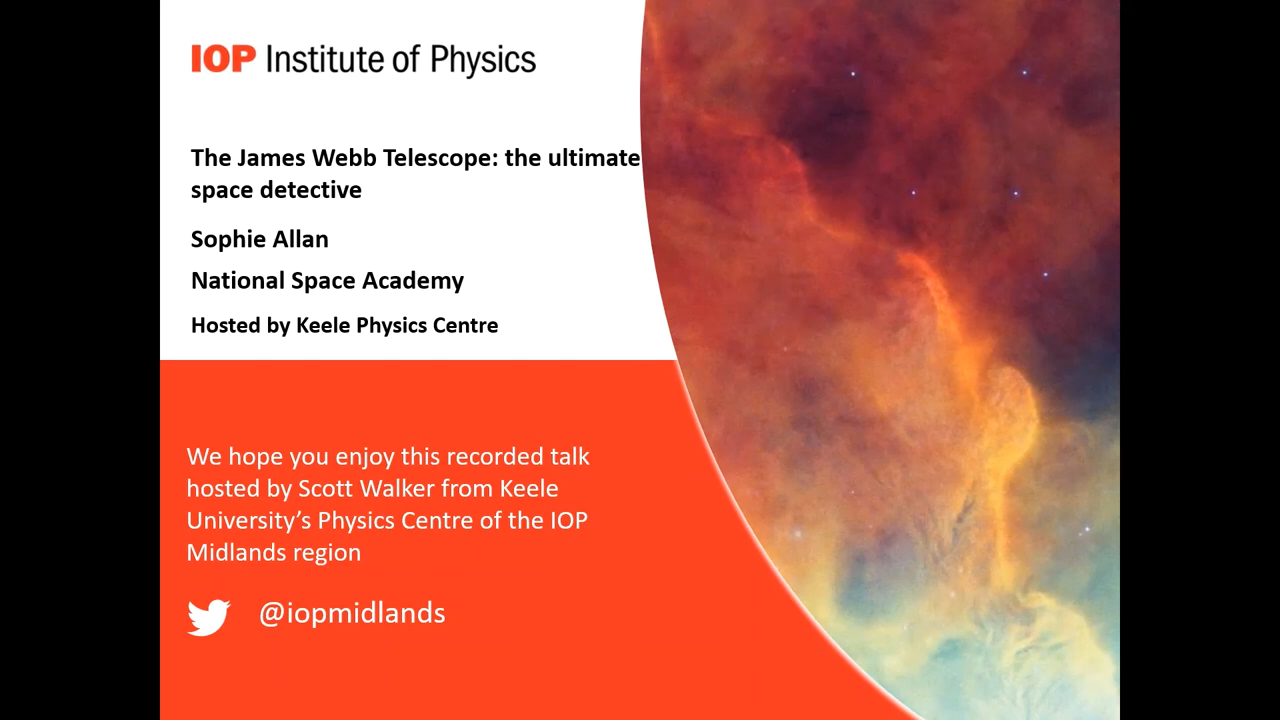 IOP Institute of Physics
The James Webb Telescope: the ultimate
space detective
Sophie Allan
National Space Academy
Hosted by Keele Physics Centre
We hope you enjoy this recorded talk
hosted by Scott Walker from Keele
University’s Physics Centre of the IOP
Midlands region
@iopmidlands